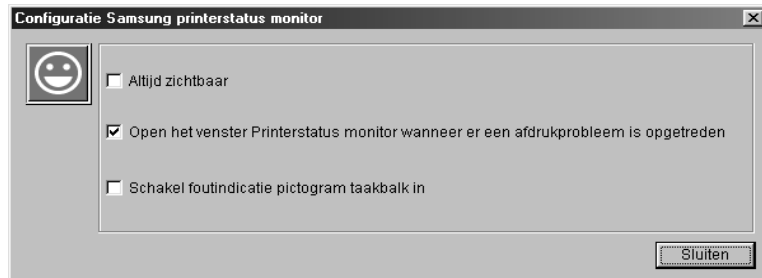 Configuratie Samsung printerstatus monitor
Altijd zichtbaar
Open het venster Printerstatus monitor wanneer er een afdrukprobleem is opgetreden
Schakel foutindicatie pictogram taakbalk in
Sluiten